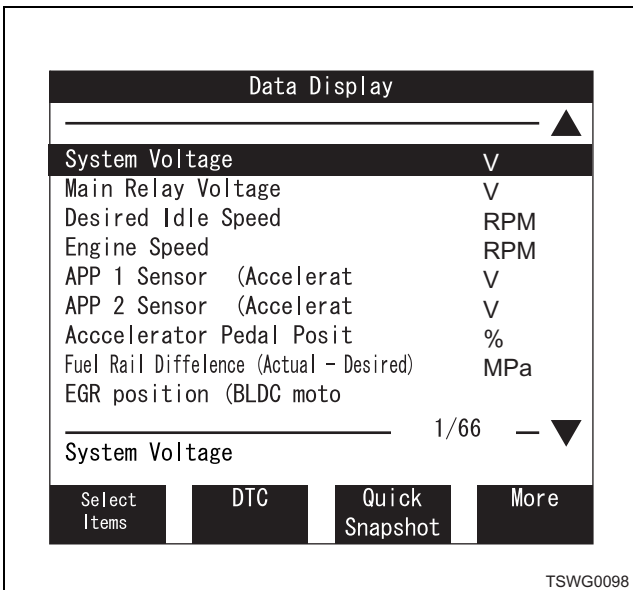 Data Display
System Voltage V
Main Relay Voltage V
Desired Idle Speed RPM
Engine Speed RPM
APP 1 Sensor (Accelerat V
APP 2 Sensor (Accelerat V
Acccelerator Pedal Posit %
Fuel Rail Diffelence (Actual - Desired) MPa
EGR position (BLDC moto
1/66
System Voltage
Select Items DTC Quick Snapshot More
TSWG0098